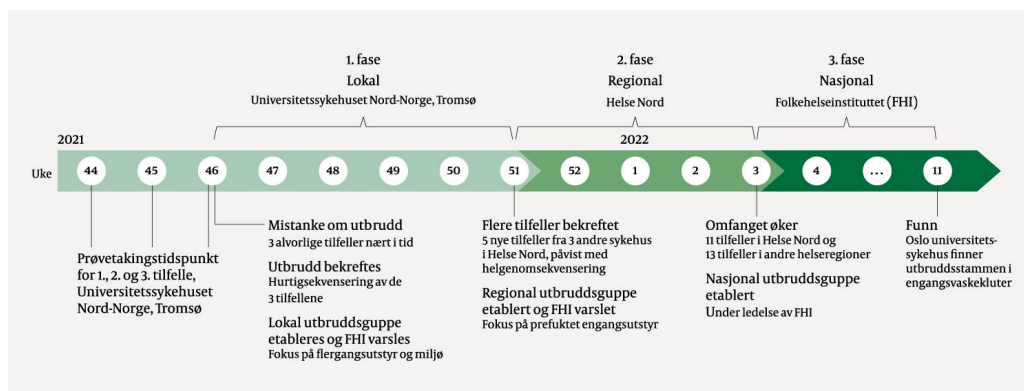 1. fase
Lokal
Universitetssykehuset Nord-Norge, Tromsø
2. fase
Regional
Helse Nord
3. fase
Nasjonal
Folkehelseinstituttet (FHI)
2021
2022
Uke
44
45
46
47
48
49
50
51
52
1
2
3
4
...
11
Prøvetakingstidspunkt
for 1., 2. og 3. tilfelle,
Universitetssykehuset
Nord-Norge, Tromsø
Mistanke om utbrudd
3 alvorlige tilfeller nært i tid
Utbrudd bekreftes
Hurtigsekvensering av de
3 tilfellene
Lokal utbruddsgruppe
etableres og FHI varsles
Fokus på flergangsutstyr og miljø
Flere tilfeller bekreftet
5 nye tilfeller fra 3 andre sykehus
i Helse Nord, påvist med
helgenomsekvensering
Regional utbruddsgruppe
etablert og FHI varslet
Fokus på prefuktet engangsutstyr
Omfanget øker
11 tilfeller i Helse Nord og
13 tilfeller i andre helseregioner
Nasjonal utbruddsgruppe
etablert
Under ledelse av FHI
Funn
Oslo universitets-
sykehus finner
utbruddsstammen i
engangsvaskekluter